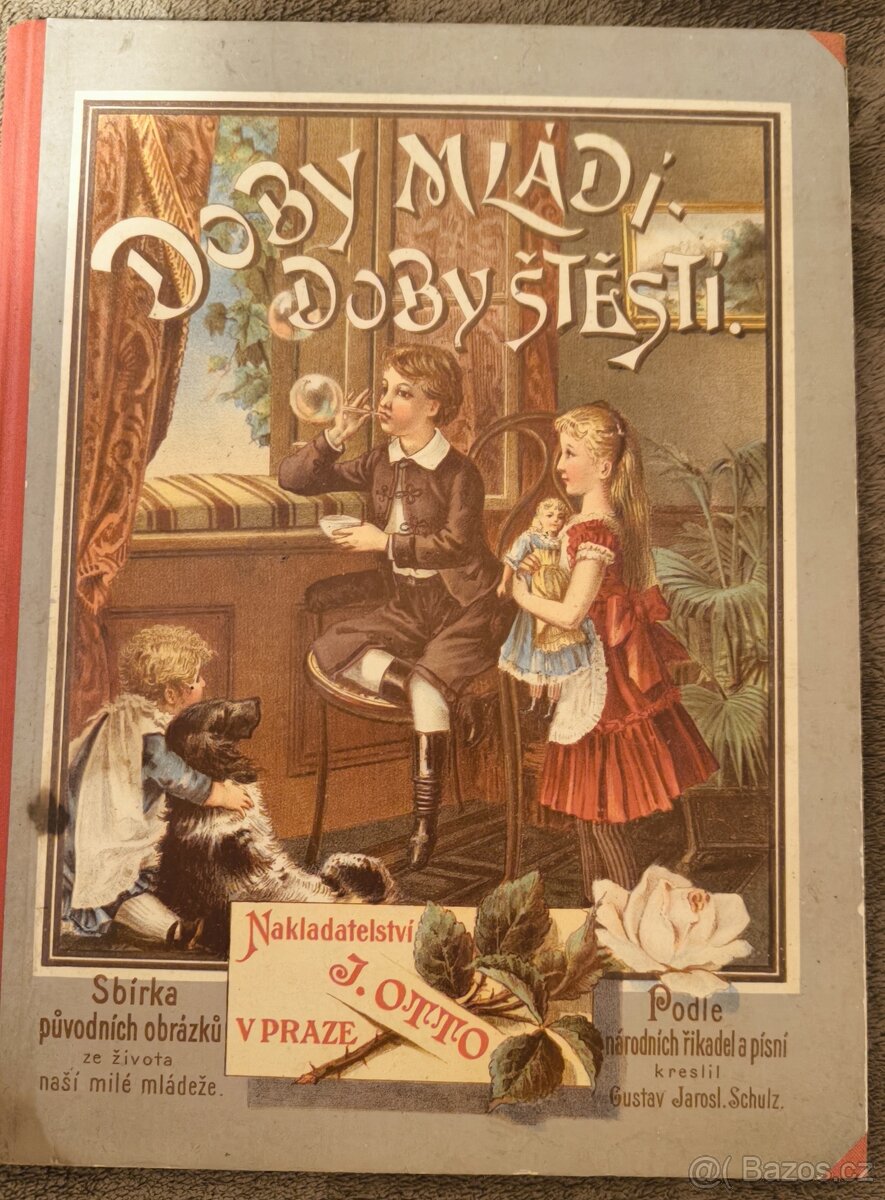 DOBY MLÁDÍ.
DOBY ŠTĚSTÍ.
Nakladatelství
J. OTTO
V PRAZE
Sbírka
původních obrázků
ze života
naší milé mládeže.
Podle
národních řikadel a písní
kreslil
Gustav Jarosl. Schulz.
@( Bazos.cz